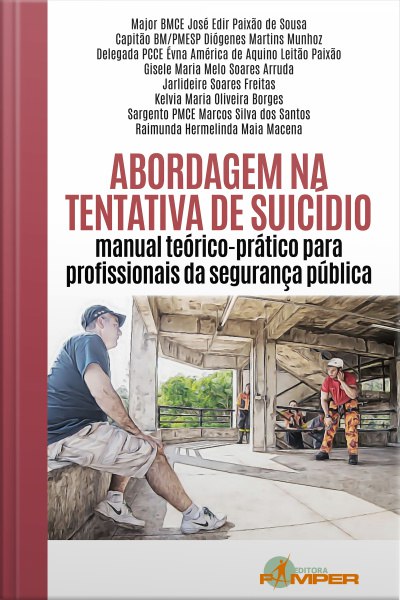 Major BMCE José Edir Paixão de Sousa
Capitão BM/PMESP Diógenes Martins Munhoz
Delegada PCCE Évna América de Aquino Leitão Paixão
Gisele Maria Melo Soares Arruda
Jarlideire Soares Freitas
Kelvia Maria Oliveira Borges
Sargento PMCE Marcos Silva dos Santos
Raimunda Hermelinda Maia Macena
ABORDAGEM NA
TENTATIVA DE SUICÍDIO
manual teórico-prático para
profissionais da segurança pública
EDITORA
PAMPER